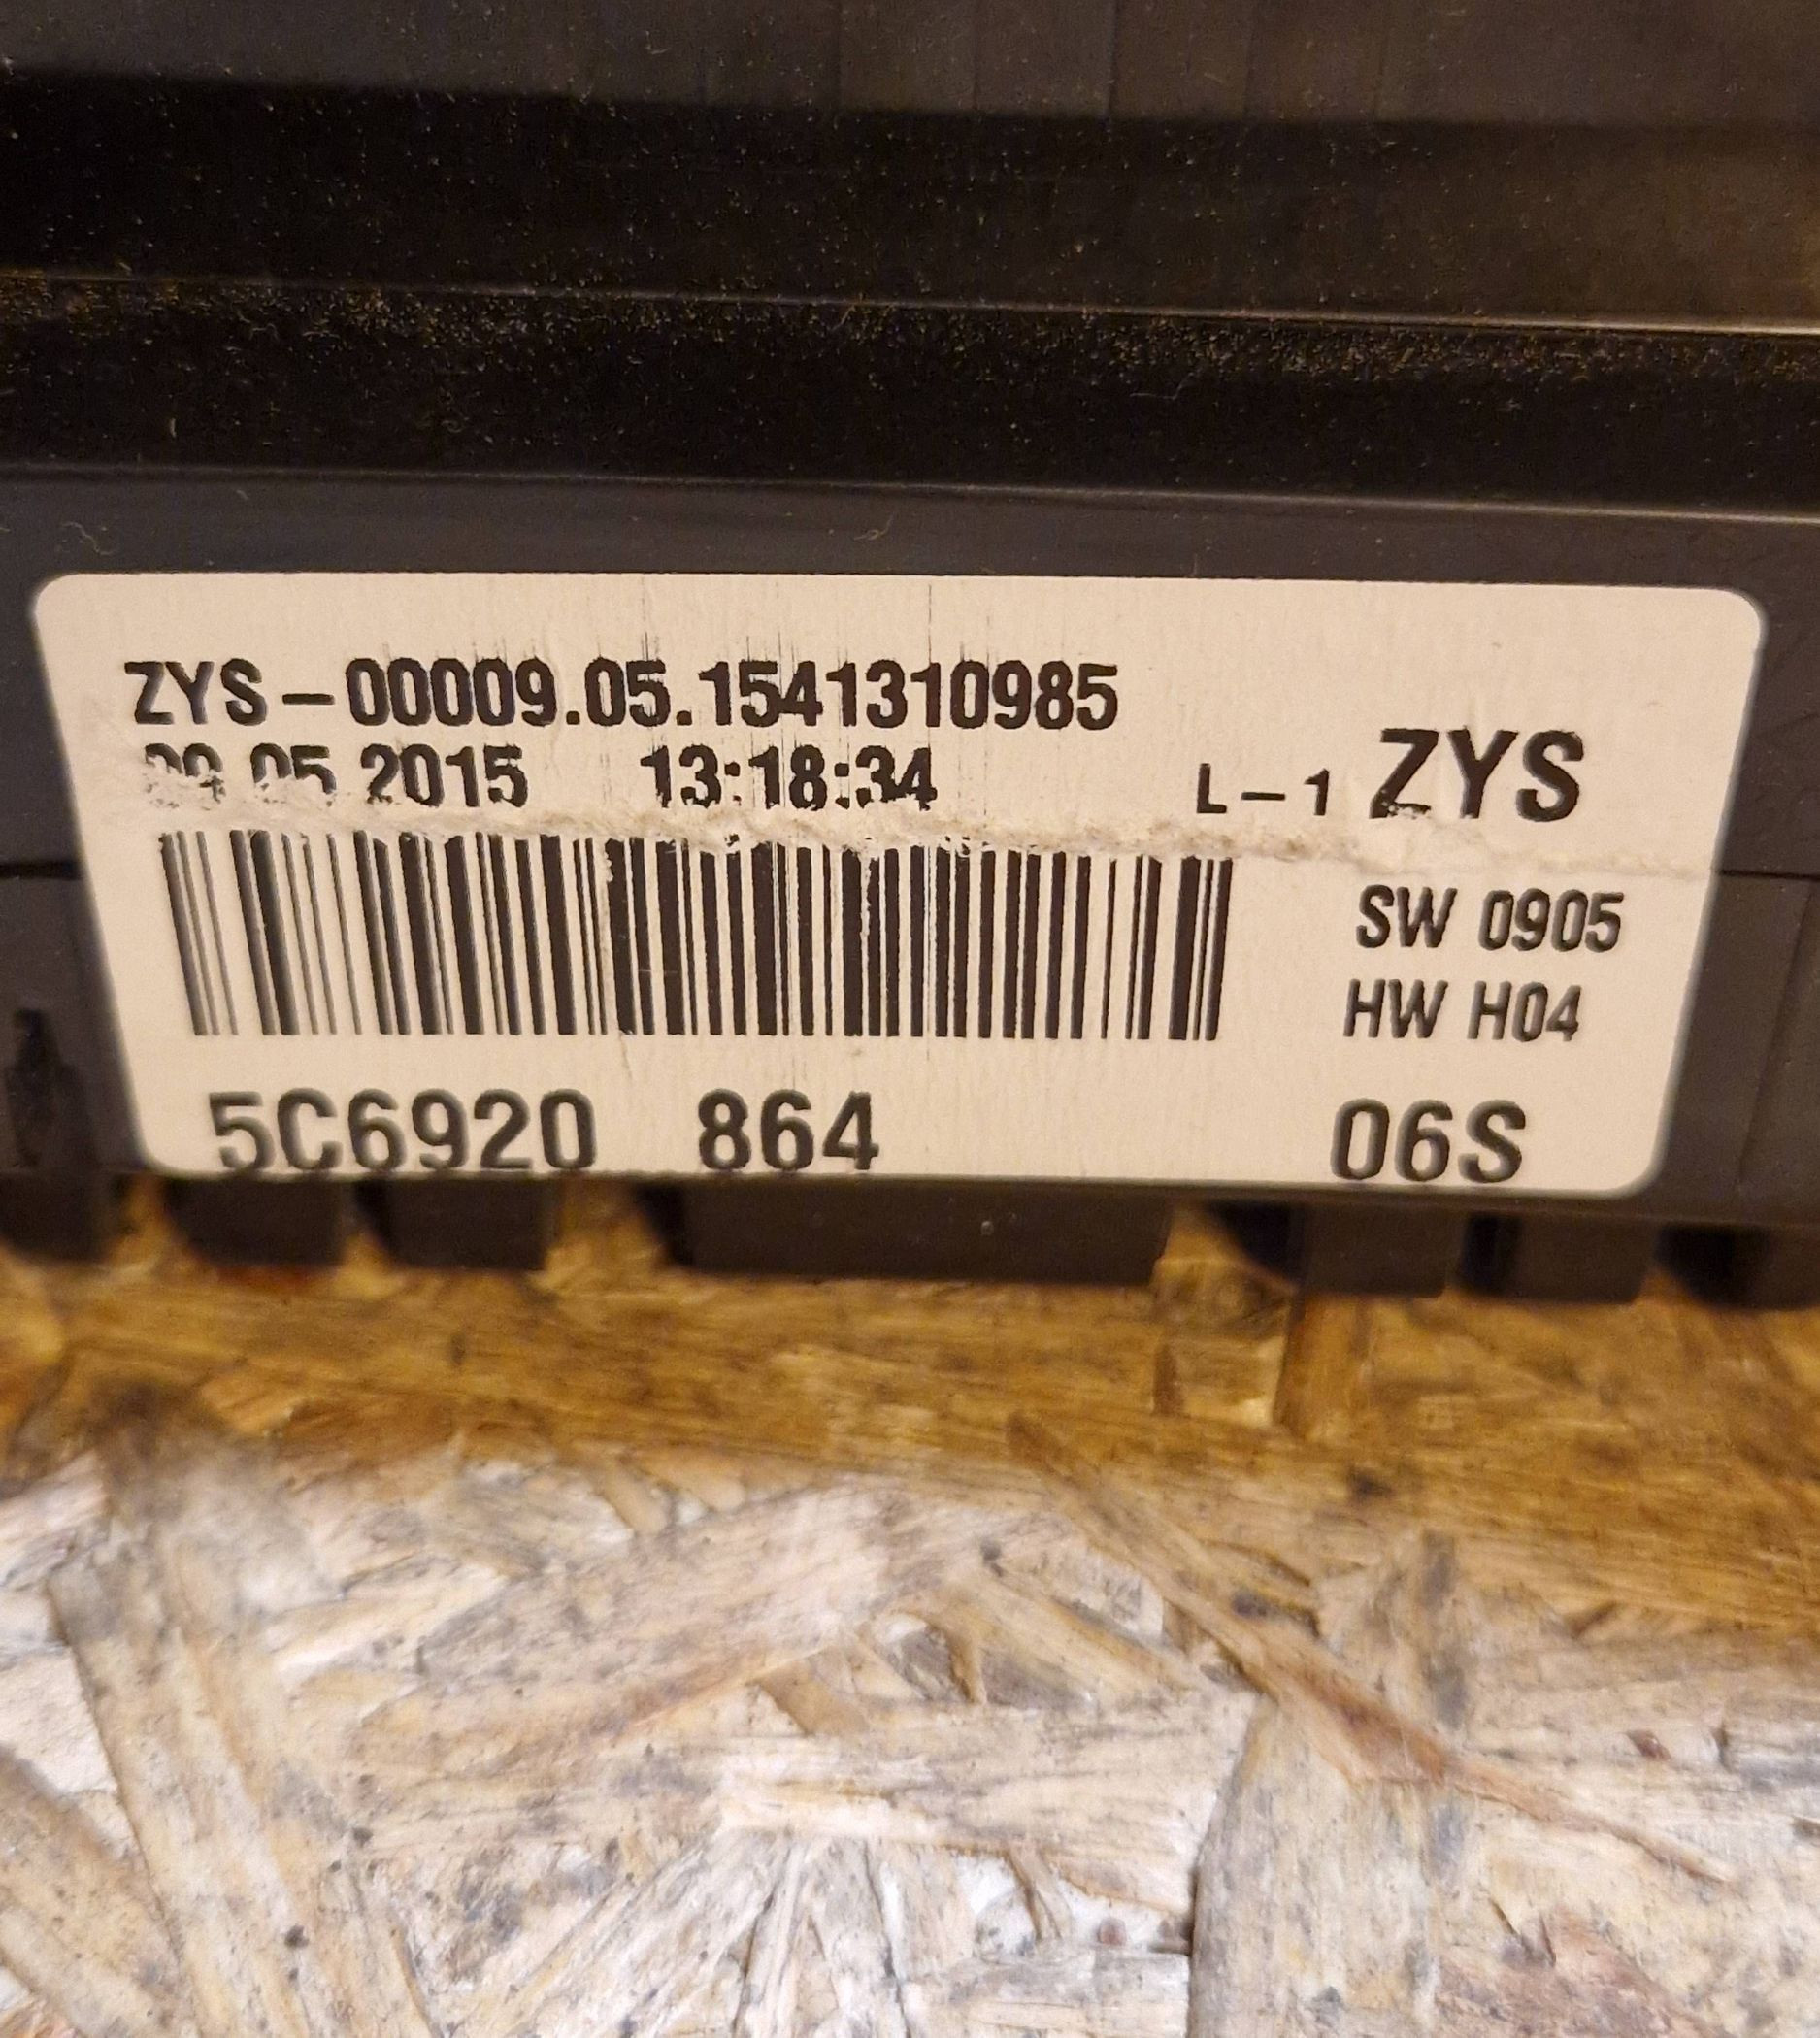 ZYS-00009.05.1541310985
05.2015 13:18:34 L-1 ZYS
SW 0905
HW H04
5C6920 864 06S